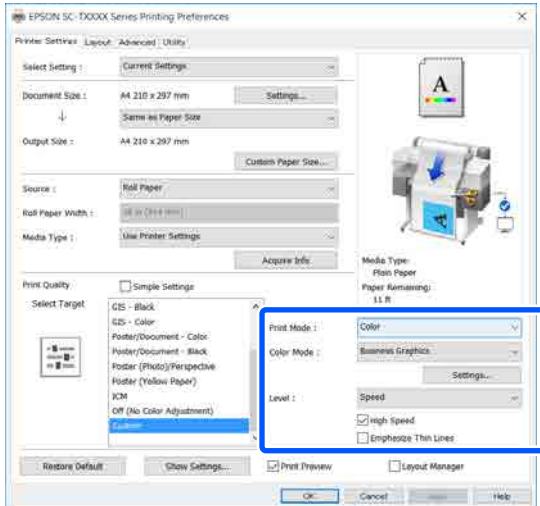 EPSON SC-TXXXX Series Printing Preferences
Printer Settings Layout Advanced Utility
Select Setting : Current Settings
Document Size : A4 210 x 297 mm Settings...
Same as Paper Size
Output Size : A4 210 x 297 mm
Custom Paper Size...
Source : Roll Paper
Roll Paper Width :
Media Type : Use Printer Settings
Acquire Info
A
Media Type:
Plain Paper
Paper Remaining:
11 ft
Print Quality Simple Settings
Select Target
GIS - Black
GIS - Color
Poster/Document - Color
Poster/Document - Black
Poster (Photo)/Perspective
Poster (Yellow Paper)
ICM
Off (No Color Adjustment)
Custom
Print Mode : Color
Color Mode : Business Graphics
Settings...
Level : Speed
High Speed
Emphasize Thin Lines
Restore Default Show Settings... Print Preview Layout Manager
OK Cancel Help